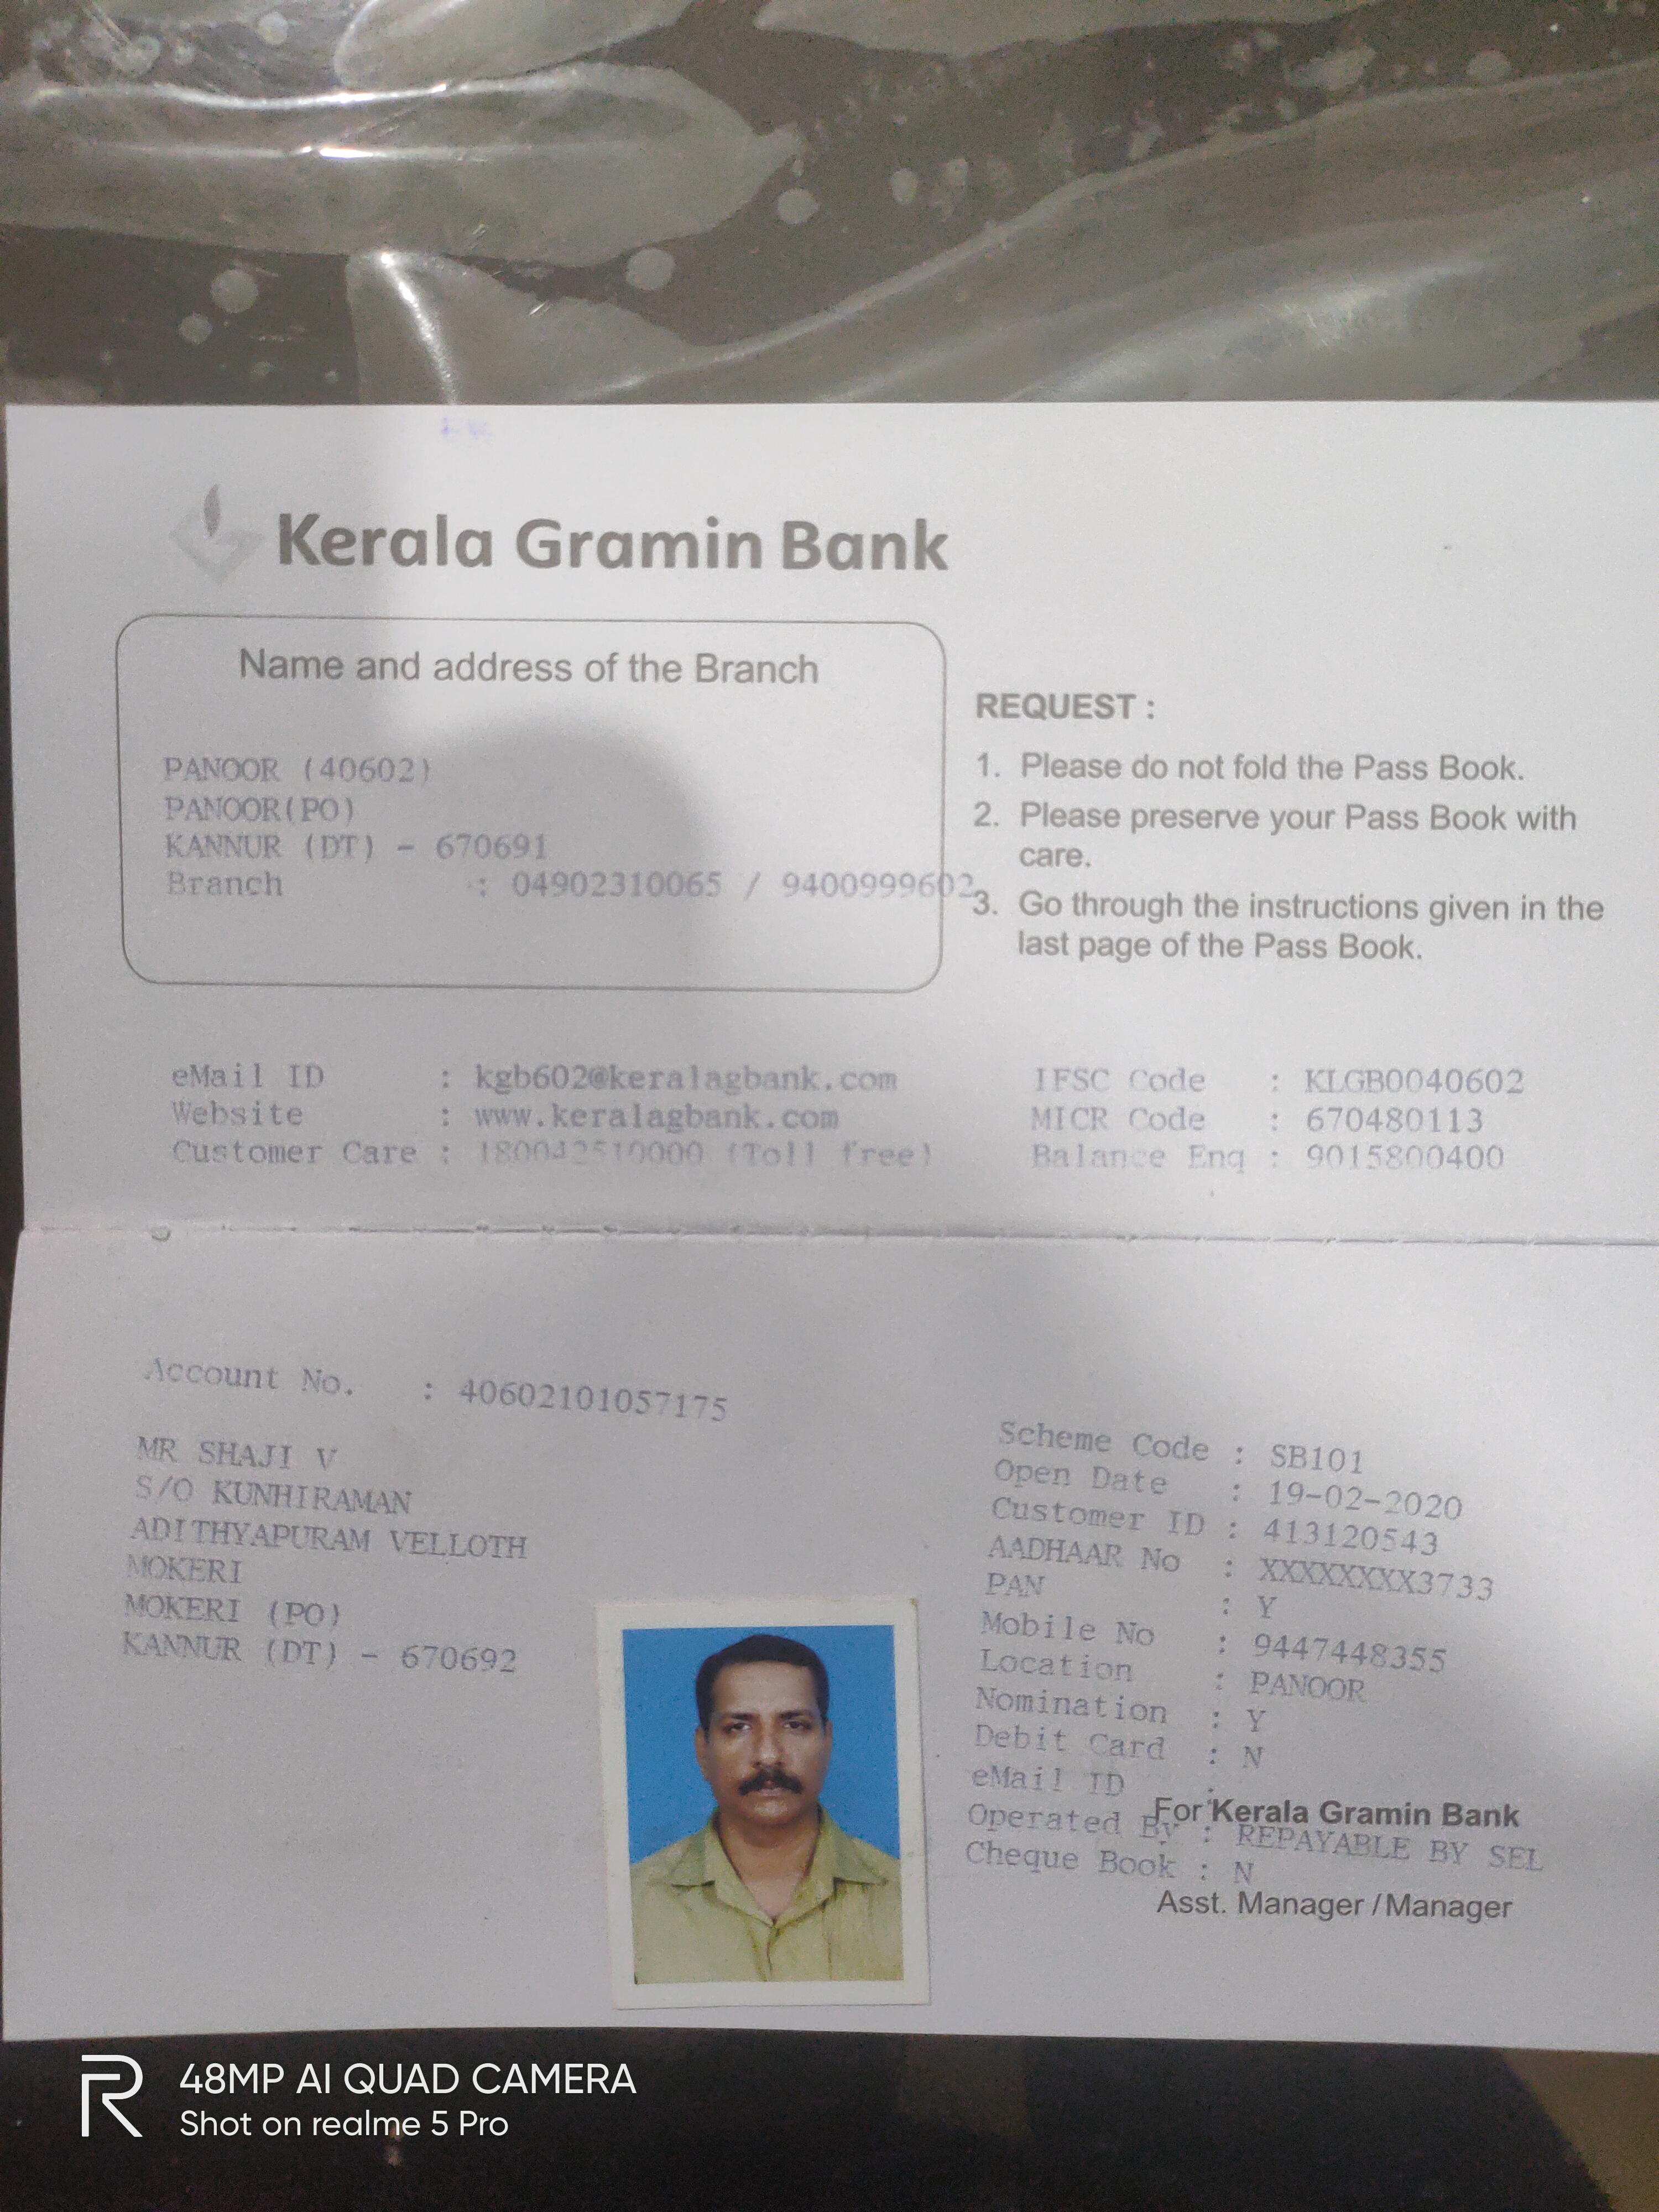 Kerala Gramin Bank
Name and address of the Branch
PANOOR (40602)
PANOOR(PO)
KANNUR (DT) - 670691
Branch : 04902310065 / 9400999602
REQUEST :
1. Please do not fold the Pass Book.
2. Please preserve your Pass Book with
care.
3. Go through the instructions given in the
last page of the Pass Book.
eMail ID : kgb602@keralagbank.com
Website : www.keralagbank.com
Customer Care : 180042510000 (Toll free)
IFSC Code : KLGB0040602
MICR Code : 670480113
Balance Enq : 9015800400
Account No. : 40602101057175
MR SHAJI V
S/O KUNHIRAMAN
ADITHYAPURAM VELLOTH
MOKERI
MOKERI (PO)
KANNUR (DT) - 670692
Scheme Code : SB101
Open Date : 19-02-2020
Customer ID : 413120543
AADHAAR No : XXXXXXXX3733
PAN : Y
Mobile No : 9447448355
Location : PANOOR
Nomination : Y
Debit Card : N
eMail ID :
For Kerala Gramin Bank
Operated By : REPAYABLE BY SEL
Cheque Book : N
Asst. Manager / Manager
48MP AI QUAD CAMERA
Shot on realme 5 Pro